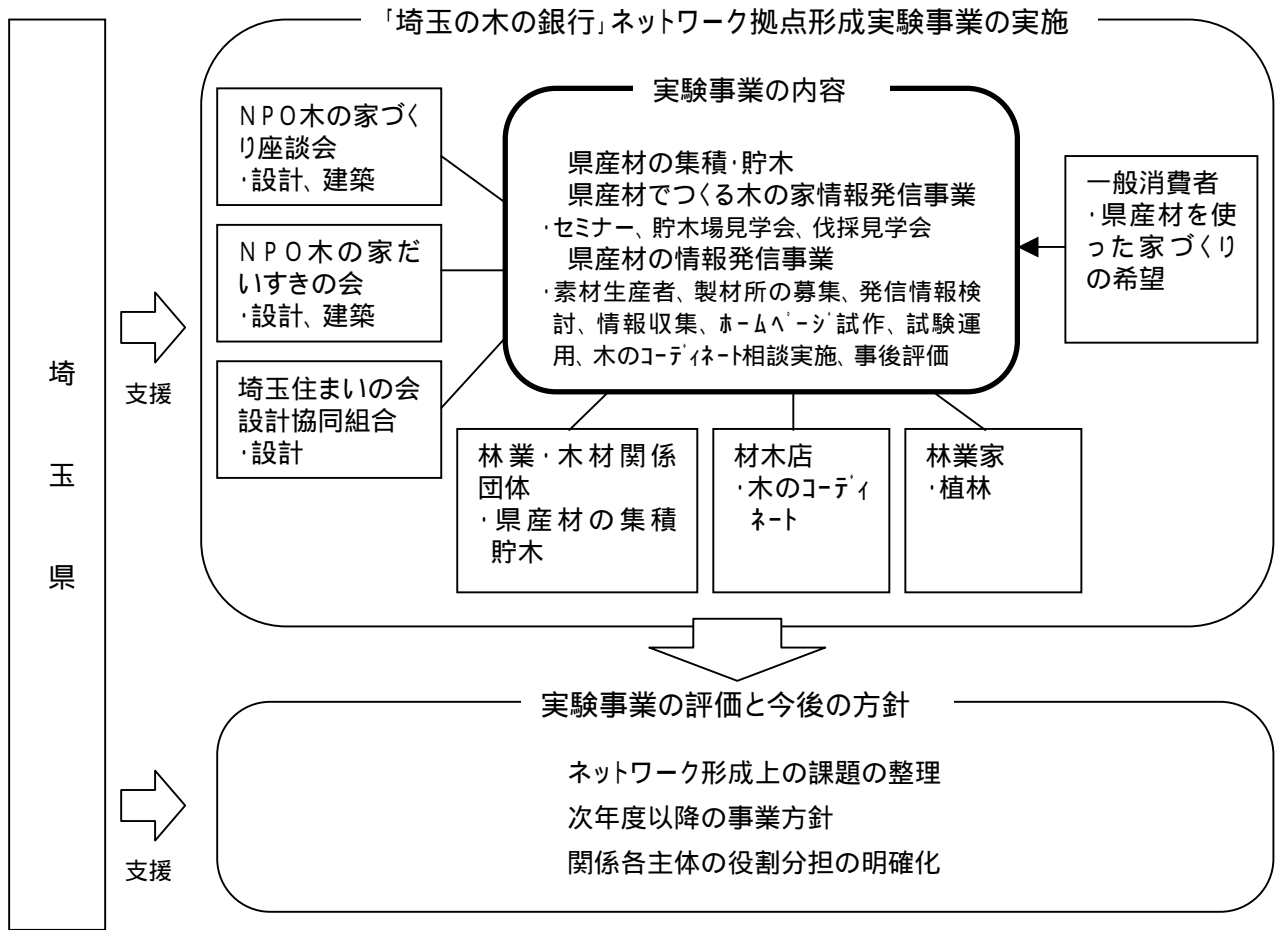 「埼玉の木の銀行」ネットワーク拠点形成実験事業の実施
埼
玉
県
支援
NPO木の家づく
り座談会
・設計、建築
NPO木の家だ
いすきの会
・設計、建築
埼玉住まいの会
設計協同組合
・設計
実験事業の内容
県産材の集積・貯木
県産材でつくる木の家情報発信事業
・セミナー、貯木場見学会、伐採見学会
県産材の情報発信事業
・素材生産者、製材所の募集、発信情報検
討、情報収集、ホームページ試作、試験運
用、木のコーディネート相談実施、事後評価
一般消費者
・県産材を使
った家づくり
の希望
林業・木材関係
団体
・県産材の集積
貯木
材木店
・木のコーディ
ネート
林業家
・植林
支援
実験事業の評価と今後の方針
ネットワーク形成上の課題の整理
次年度以降の事業方針
関係各主体の役割分担の明確化